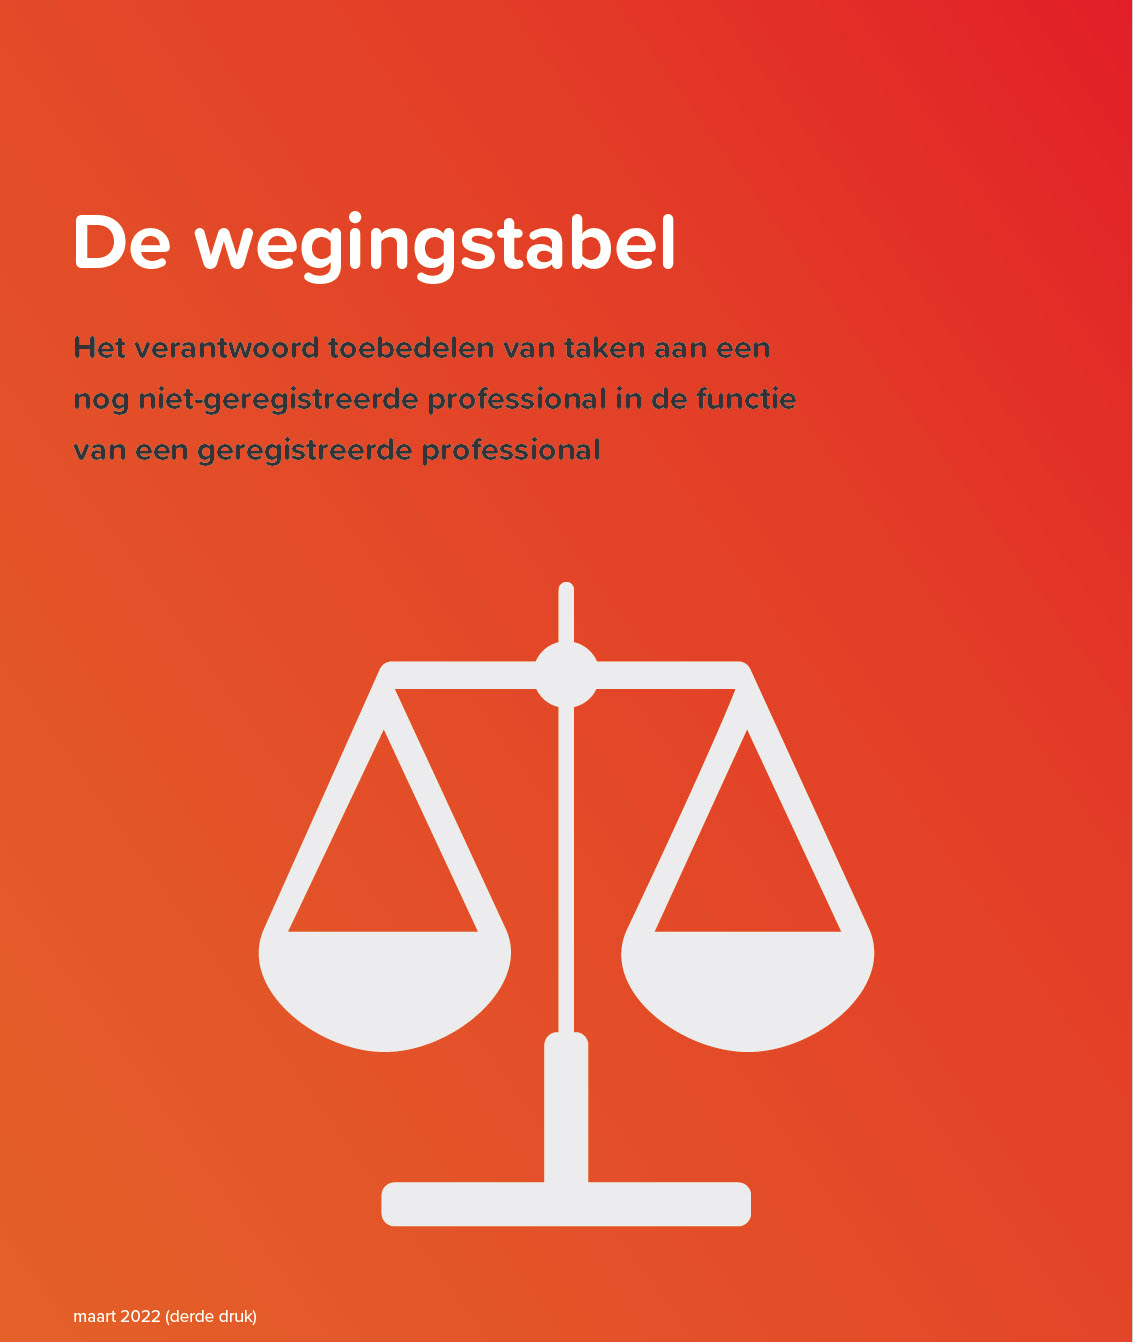 De wegingstabel
Het verantwoord toebedelen van taken aan een
nog niet-geregistreerde professional in de functie
van een geregistreerde professional
maart 2022 (derde druk)